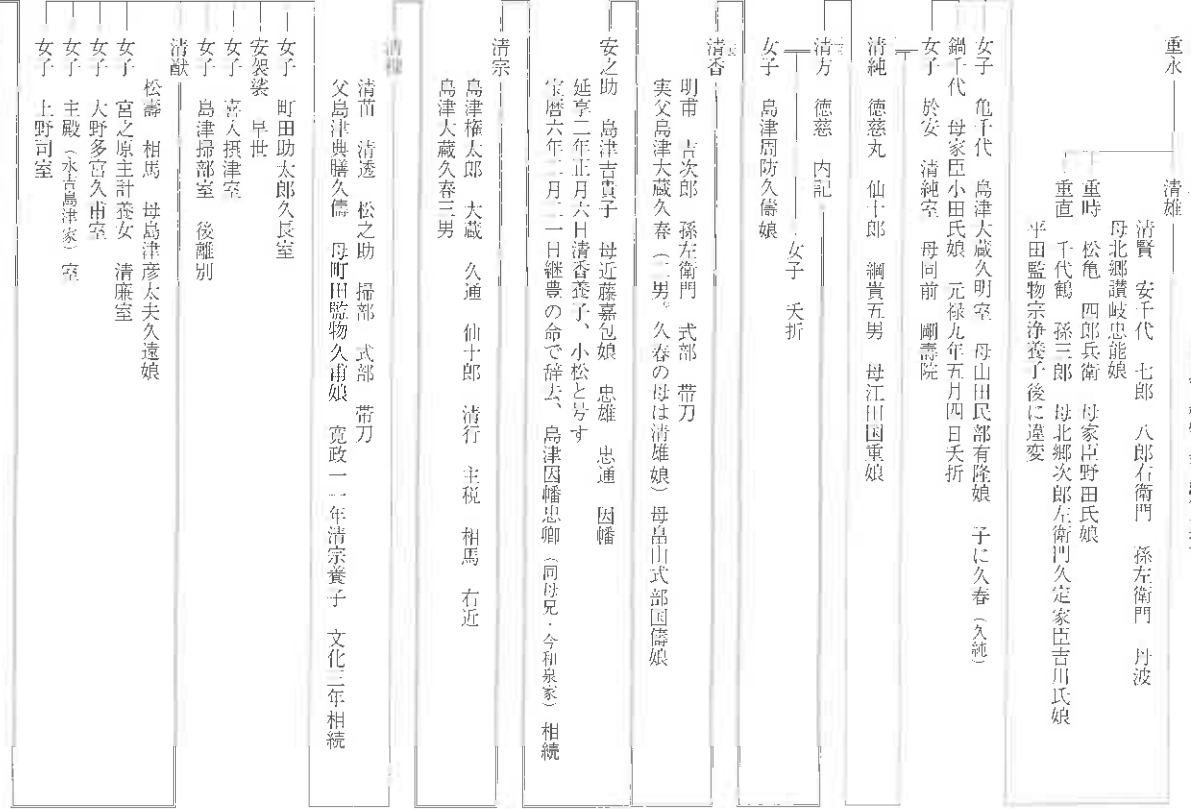 重永
清雄
清賢 安千代 七郎 八郎右衛門 孫左衛門 丹波
母北郷讃岐忠能娘
重時 松亀 四郎兵衛 母家臣野田氏娘
重直 千代鶴 孫三郎 母北郷次郎左衛門久定家臣吉川氏娘
平田監物宗浄養子後に違変
女子 亀千代 島津大蔵久明室 母山田民部有隆娘 子に久春(久純)
鍋千代 母家臣小田氏娘 元禄九年五月四日夭折
女子 於安 清純室 母同前 剛壽院
清純 徳慈丸 仙十郎 綱貴五男 母江田国重娘
清方 徳慈 内記
女子 夭折
女子 島津周防久儔娘
清香
明甫 吉次郎 孫左衛門 式部 帯刀
実父島津大蔵久春(二男。久春の母は清雄娘)母畠山式部国儔娘
安之助 島津吉貴子 母近藤嘉包娘 忠雄 忠通 因幡
延享二年正月六日清香養子、小松と号す
宝暦六年二月二一日継豊の命で辞去、島津因幡忠卿(同母兄・今和泉家)相続
清宗
島津権太郎 大蔵 久通 仙十郎 清行 主税 相馬 右近
島津大蔵久春三男
清苗 清透 松之助 掃部 式部 帯刀
父島津典膳久儔 母町田監物久甫娘 寛政一一年清宗養子 文化三年相続
女子 町田助太郎久長室
安袈裟 早世
女子 喜入摂津室
女子 島津掃部室 後離別
清猷
松壽 相馬 母島津彦太夫久遠娘
女子 宮之原主計養女 清廉室
女子 大野多宮久甫室
女子 主殿(永吉島津家)室
女子 上野司室